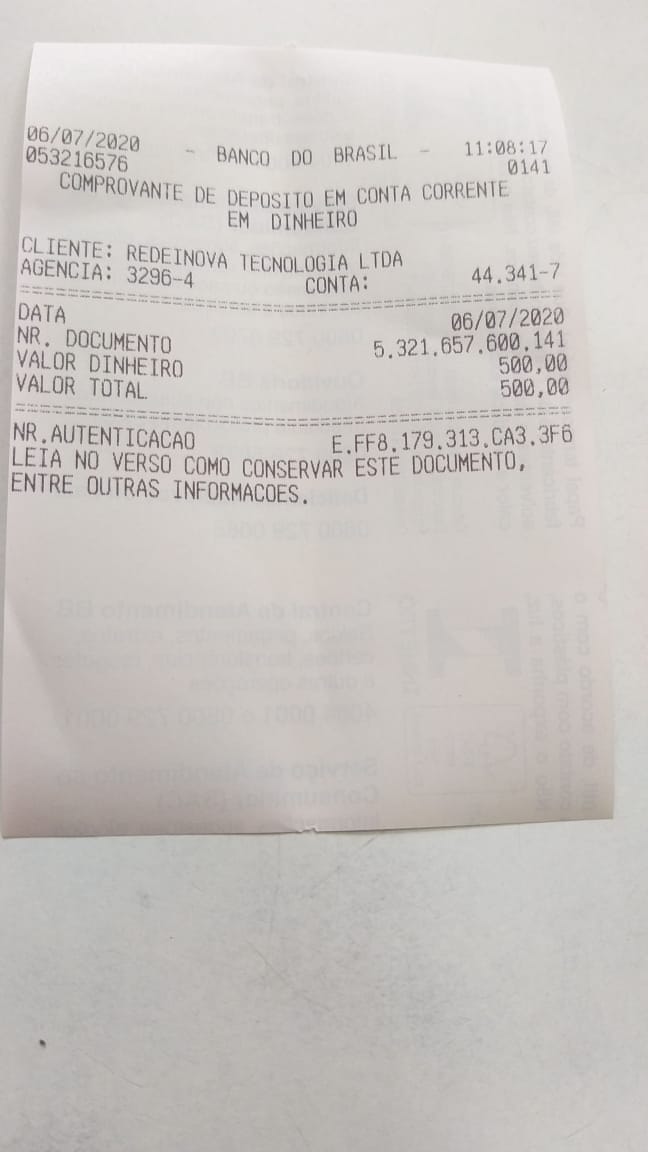 06/07/2020 - BANCO DO BRASIL - 11:08:17
053216576 0141
COMPROVANTE DE DEPOSITO EM CONTA CORRENTE
EM DINHEIRO
CLIENTE: REDEINOVA TECNOLOGIA LTDA
AGENCIA: 3296-4 CONTA: 44.341-7
DATA 06/07/2020
NR. DOCUMENTO 5.321.657.600.141
VALOR DINHEIRO 500,00
VALOR TOTAL 500,00
NR.AUTENTICACAO E.FF8.179.313.CA3.3F6
LEIA NO VERSO COMO CONSERVAR ESTE DOCUMENTO,
ENTRE OUTRAS INFORMACOES.